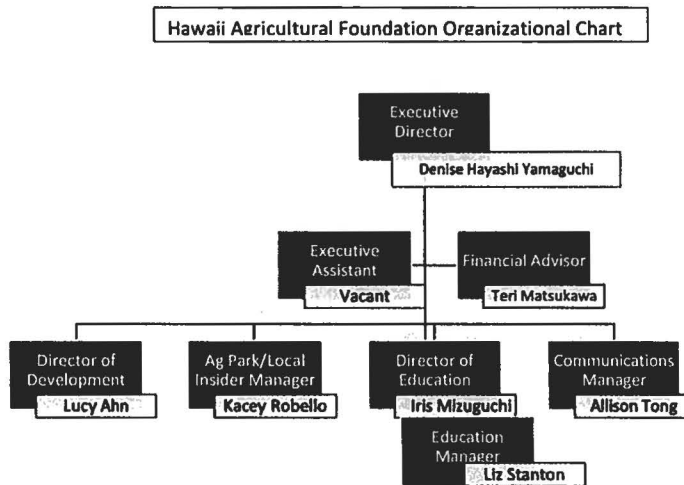 Hawaii Agricultural Foundation Organizational Chart
Executive
Director
Denise Hayashi Yamaguchi
Executive
Assistant
Vacant
Financial Advisor
Teri Matsukawa
Director of
Development
Lucy Ahn
Ag Park/Local
Insider Manager
Kacey Robello
Director of
Education
Iris Mizuguchi
Communications
Manager
Allison Tong
Education
Manager
Liz Stanton